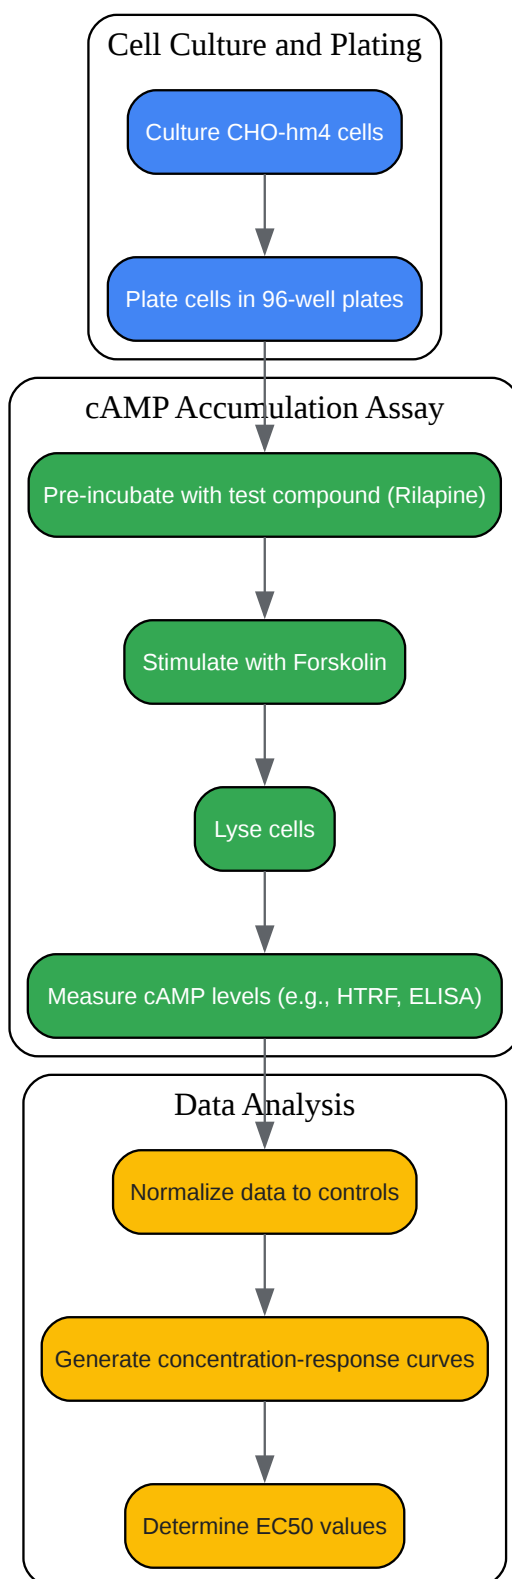 Cell Culture and Plating
Culture CHO-hm4 cells
Plate cells in 96-well plates
cAMP Accumulation Assay
Pre-incubate with test compound (Rilapine)
Stimulate with Forskolin
Lyse cells
Measure cAMP levels (e.g., HTRF, ELISA)
Data Analysis
Normalize data to controls
Generate concentration-response curves
Determine EC50 values